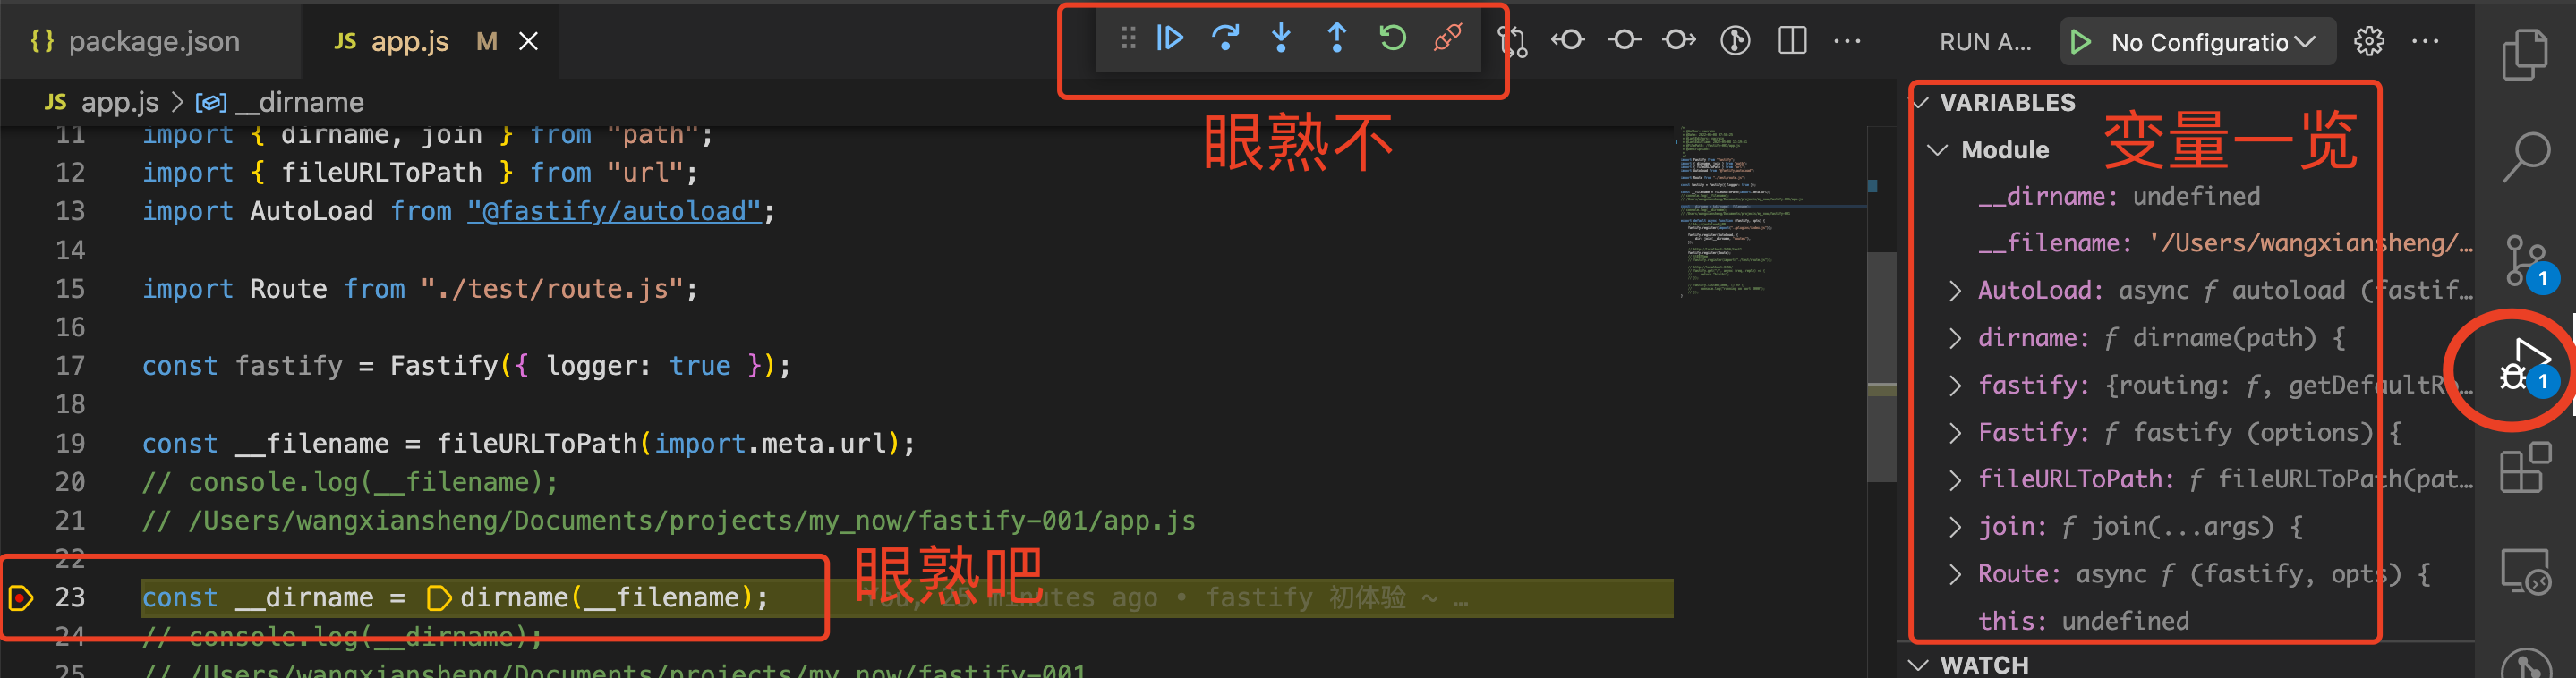 {} package.json
JS app.js M
RUN A...
No Configuratio
JS app.js > __dirname
眼熟不
11 import { dirname, join } from "path";
12 import { fileURLToPath } from "url";
13 import AutoLoad from "@fastify/autoload";
14
15 import Route from "./test/route.js";
16
17 const fastify = Fastify({ logger: true });
18
19 const __filename = fileURLToPath(import.meta.url);
20 // console.log(__filename);
21 // /Users/wangxiansheng/Documents/projects/my_now/fastify-001/app.js
22
眼熟吧
23 const __dirname = dirname(__filename); You, 25 minutes ago • fastify 初体验 ~ …
24 // console.log(__dirname);
25 // /Users/wangxiansheng/Documents/projects/my_now/fastify-001
VARIABLES
变量一览
Module
__dirname: undefined
__filename: '/Users/wangxiansheng/…
AutoLoad: async ƒ autoload (fastif…
dirname: ƒ dirname(path) {
fastify: {routing: ƒ, getDefaultRo…
Fastify: ƒ fastify (options) {
fileURLToPath: ƒ fileURLToPath(pat…
join: ƒ join(...args) {
Route: async ƒ (fastify, opts) {
this: undefined
WATCH
1
1